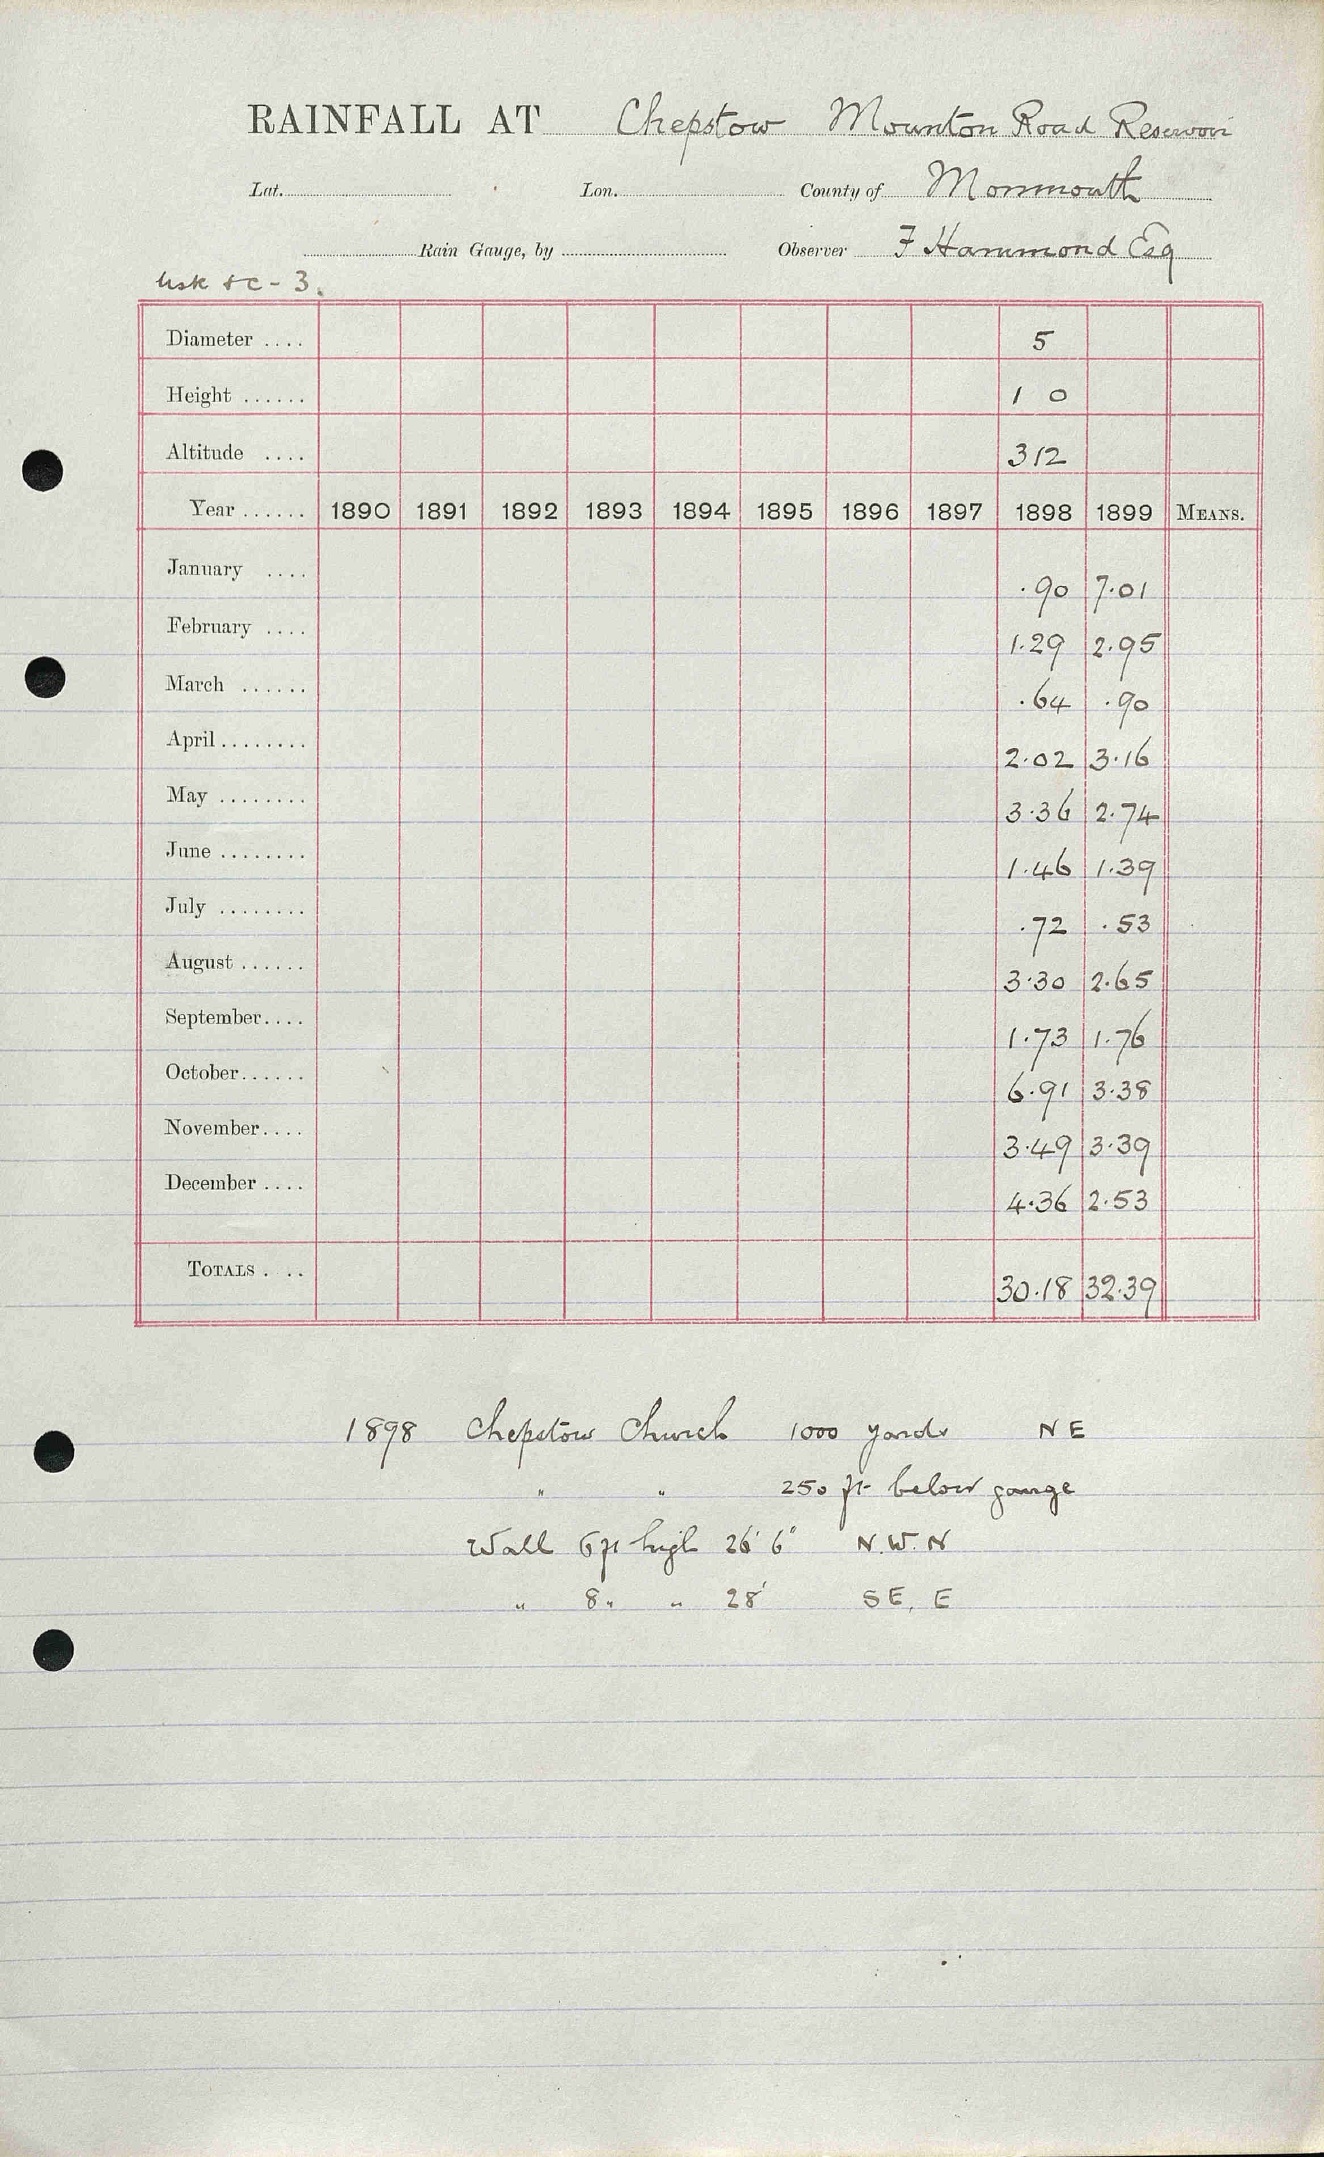 RAINFALL AT Chepstow Mounton Road Reservoir
Lat. Lon. County of Monmouth
Rain Gauge, by Observer F Hammond Esq
Usk &c - 3.
Diameter .... 5
Height ...... 1 0
Altitude .... 312
Year ...... 1890 1891 1892 1893 1894 1895 1896 1897 1898 1899 MEANS.
January .... .90 7.01
February .... 1.29 2.95
March ...... .64 .90
April ........ 2.02 3.16
May ........ 3.36 2.74
June ........ 1.46 1.39
July ........ .72 .53
August ...... 3.30 2.65
September.... 1.73 1.76
October...... 6.91 3.38
November.... 3.49 3.39
December .... 4.36 2.53
TOTALS . .. 30.18 32.39
1898 Chepstow Church 1000 yards NE
" " 250 ft below gauge
Wall 6 ft high 26' 6" N.W. N
" 8 " " 28' SE, E